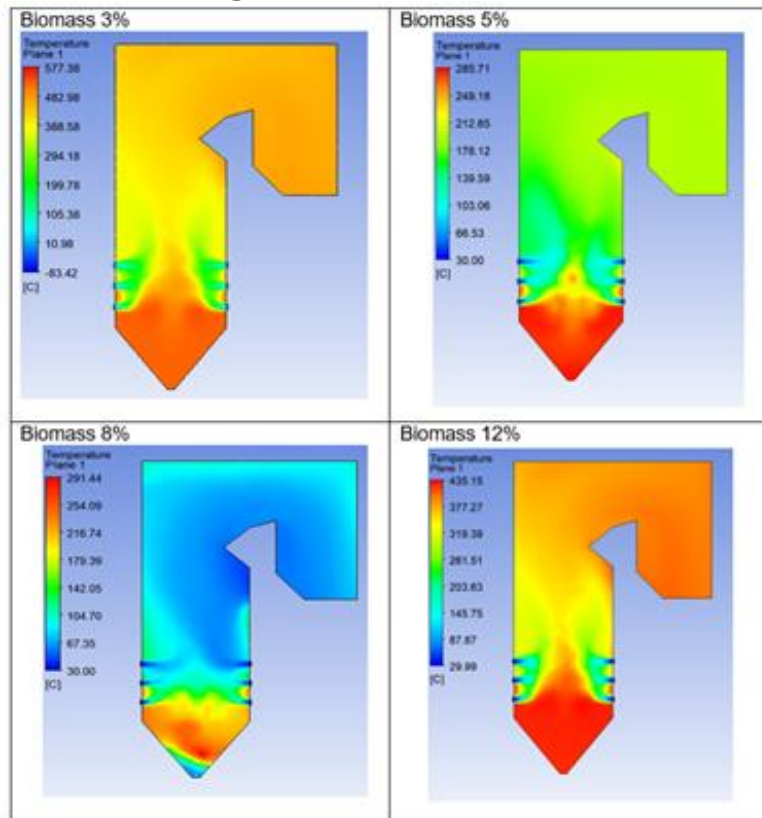 Biomass 3%
Temperature
Plane 1
577.38
482.98
388.58
294.18
199.78
105.38
10.98
-83.42
[C]
Biomass 5%
Temperature
Plane 1
285.71
249.18
212.65
176.12
139.59
103.06
66.53
30.00
[C]
Biomass 8%
Temperature
Plane 1
291.44
254.09
216.74
179.39
142.05
104.70
67.35
30.00
[C]
Biomass 12%
Temperature
Plane 1
435.15
377.27
319.39
261.51
203.63
145.75
87.87
29.99
[C]